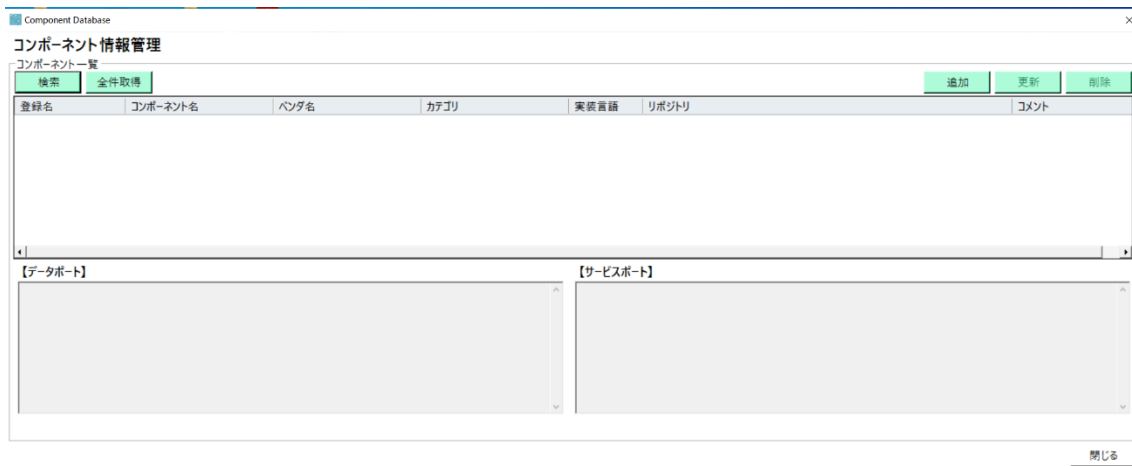 Component Database ×
コンポーネント情報管理
コンポーネント一覧
検索 全件取得 追加 更新 削除
登録名 コンポーネント名 ベンダ名 カテゴリ 実装言語 リポジトリ コメント
【データポート】 【サービスポート】
閉じる